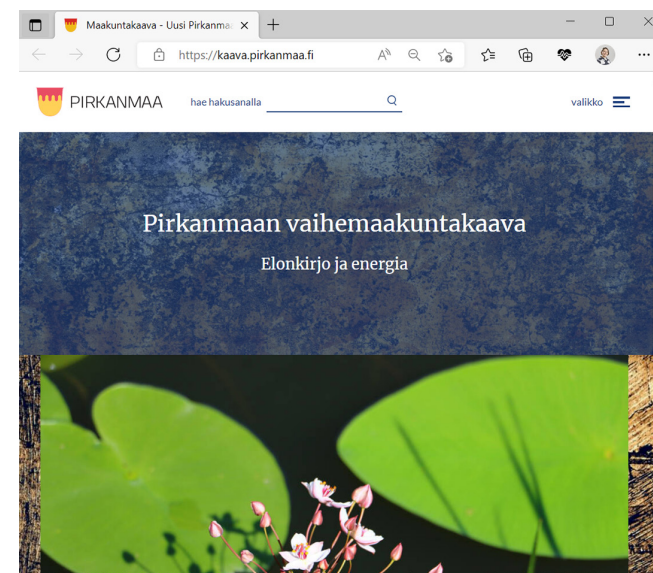 Maakuntakaava - Uusi Pirkanma
https://kaava.pirkanmaa.fi
PIRKANMAA
hae hakusanalla
valikko
Pirkanmaan vaihemaakuntakaava
Elonkirjo ja energia